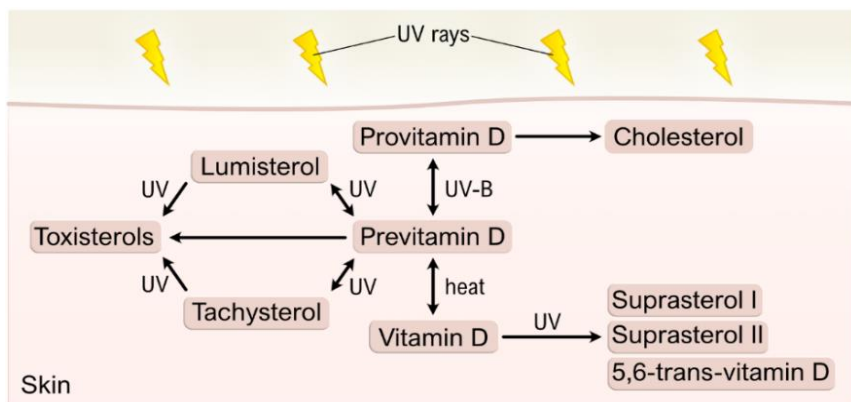 UV rays
Provitamin D
Cholesterol
Lumisterol
UV
UV
UV-B
Toxisterols
Previtamin D
UV
UV
heat
Tachysterol
Vitamin D
UV
Suprasterol I
Suprasterol II
5,6-trans-vitamin D
Skin